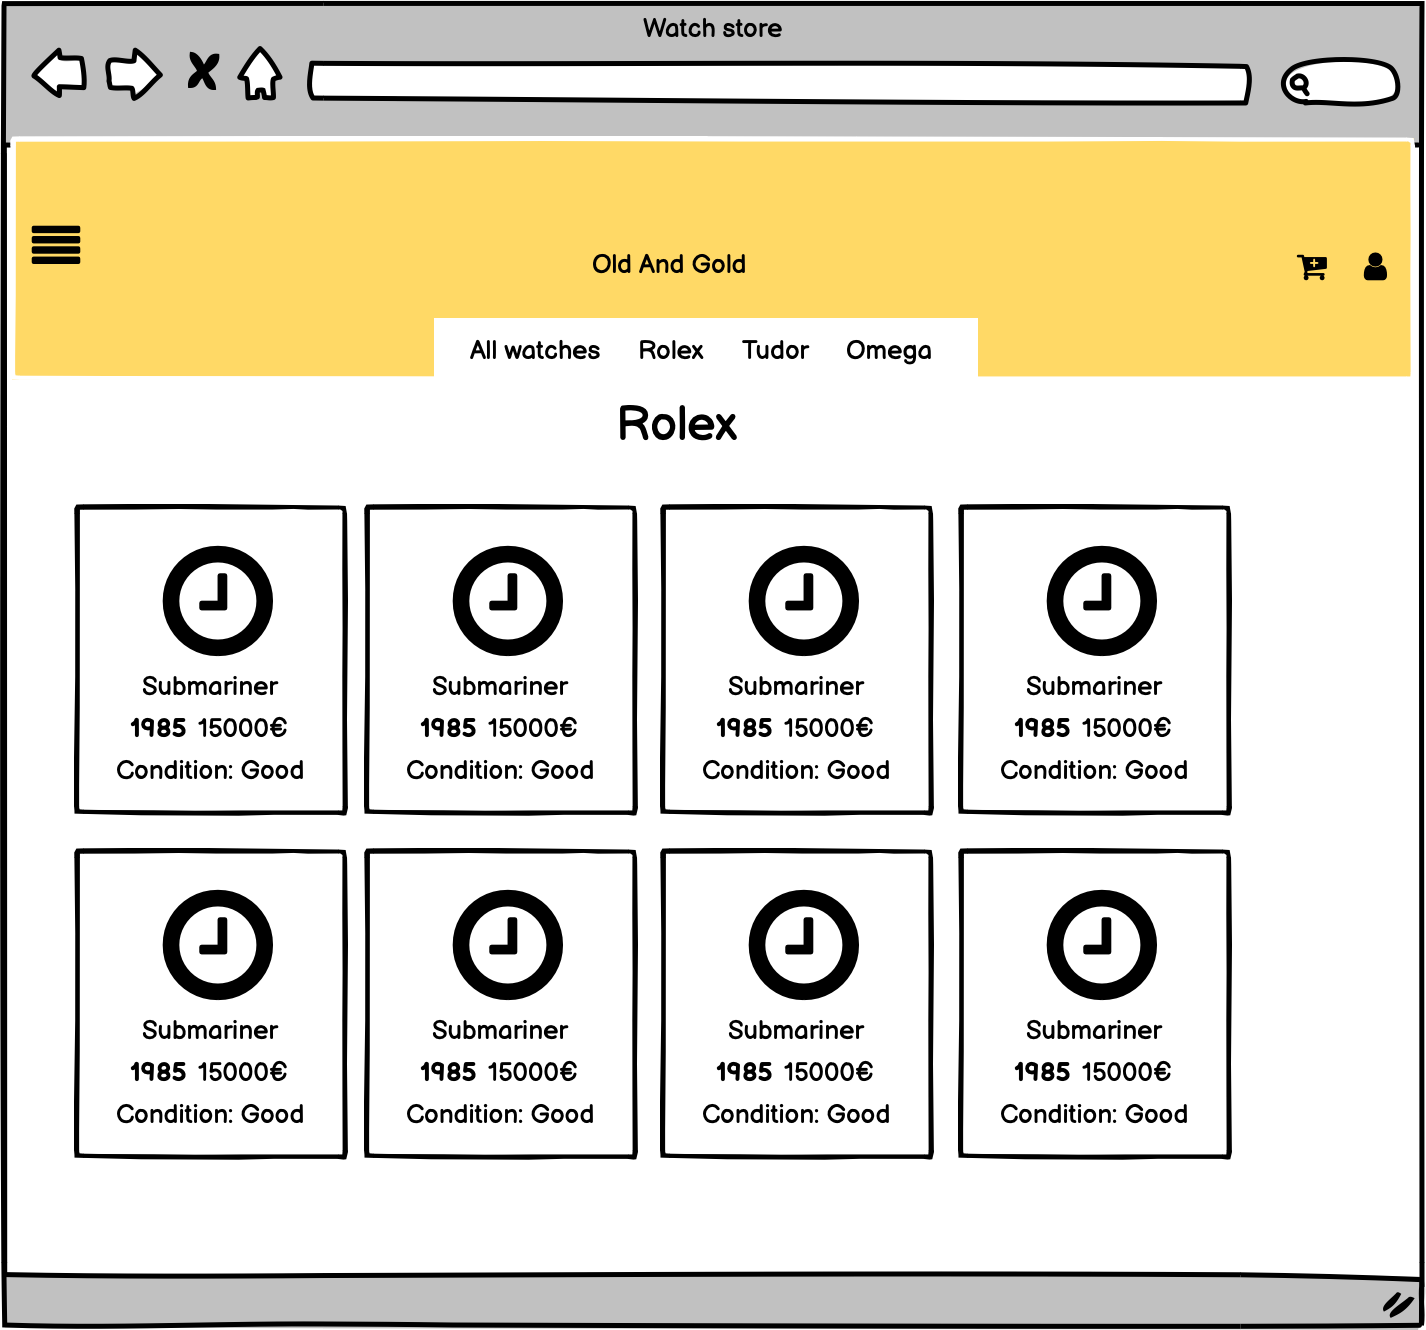 Watch store
Old And Gold
All watches Rolex Tudor Omega
Rolex
Submariner Submariner Submariner Submariner
1985 15000€ 1985 15000€ 1985 15000€ 1985 15000€
Condition: Good Condition: Good Condition: Good Condition: Good
Submariner Submariner Submariner Submariner
1985 15000€ 1985 15000€ 1985 15000€ 1985 15000€
Condition: Good Condition: Good Condition: Good Condition: Good